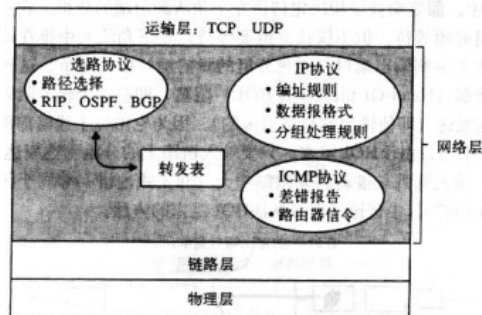 运输层：TCP、UDP
选路协议
• 路径选择
• RIP、OSPF、BGP
转发表
IP协议
• 编址规则
• 数据报格式
• 分组处理规则
ICMP协议
• 差错报告
• 路由器信令
网络层
链路层
物理层